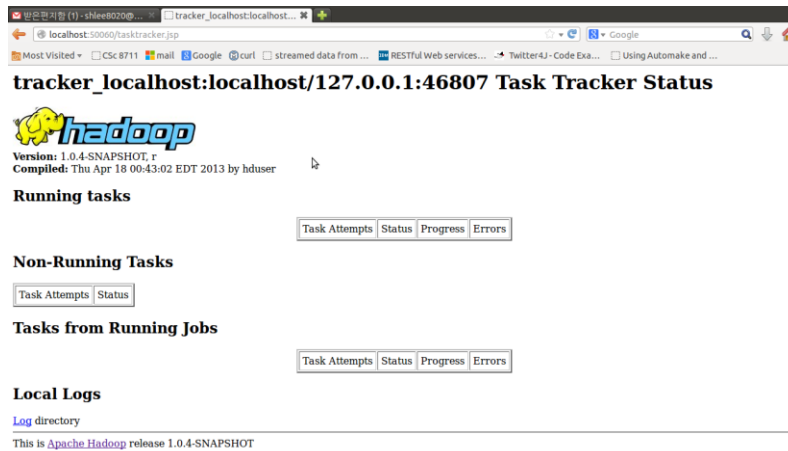 받은편지함 (1) - shlee8020@...
tracker_localhost:localhost...
localhost:50060/tasktracker.jsp
Google
Most Visited
CSc 8711
mail
Google
curl
streamed data from ...
RESTful Web services...
Twitter4J - Code Exa...
Using Automake and ...
tracker_localhost:localhost/127.0.0.1:46807 Task Tracker Status
hadoop
Version: 1.0.4-SNAPSHOT, r
Compiled: Thu Apr 18 00:43:02 EDT 2013 by hduser
Running tasks
Task Attempts Status Progress Errors
Non-Running Tasks
Task Attempts Status
Tasks from Running Jobs
Task Attempts Status Progress Errors
Local Logs
Log directory
This is Apache Hadoop release 1.0.4-SNAPSHOT